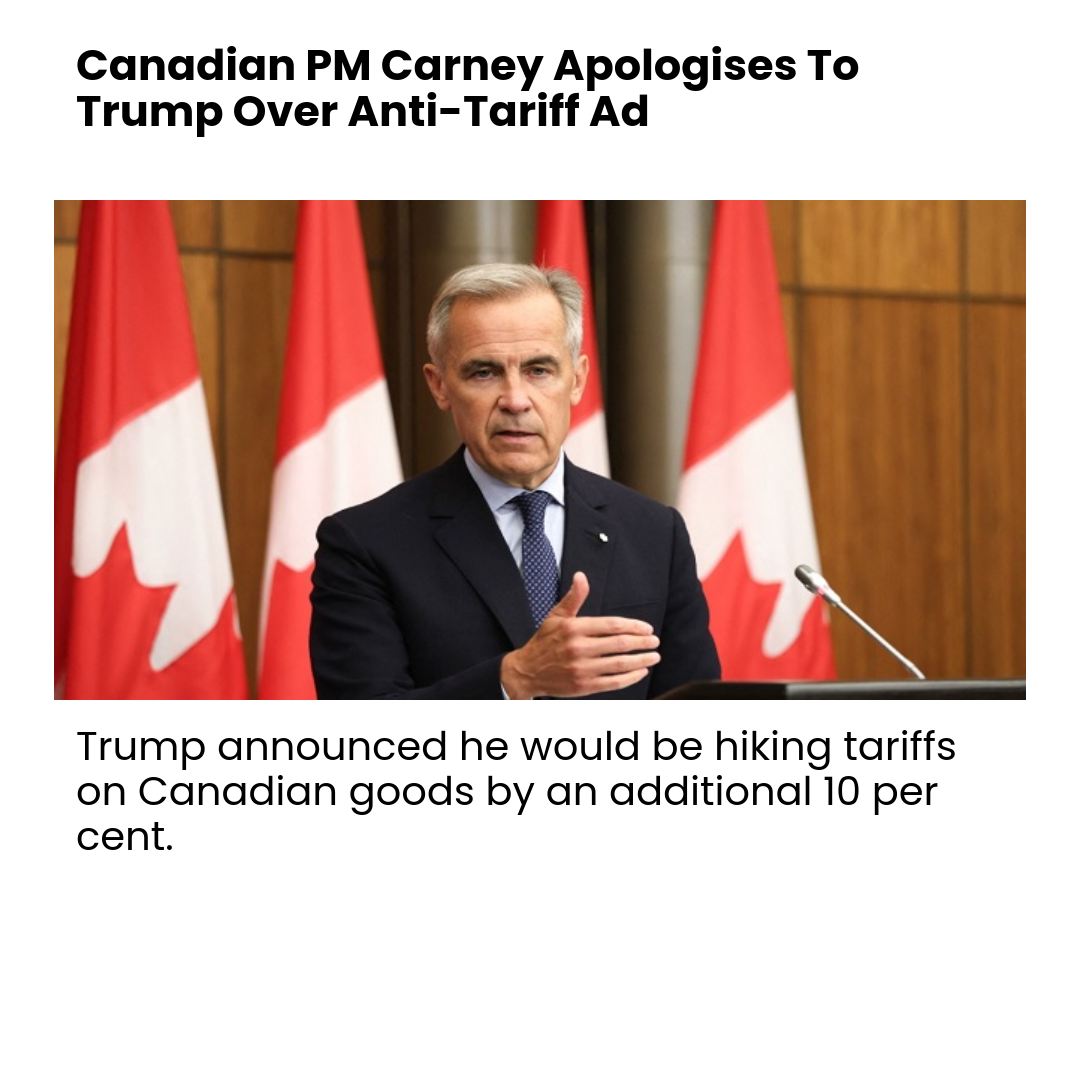 Canadian PM Carney Apologises To
Trump Over Anti-Tariff Ad
Trump announced he would be hiking tariffs
on Canadian goods by an additional 10 per
cent.